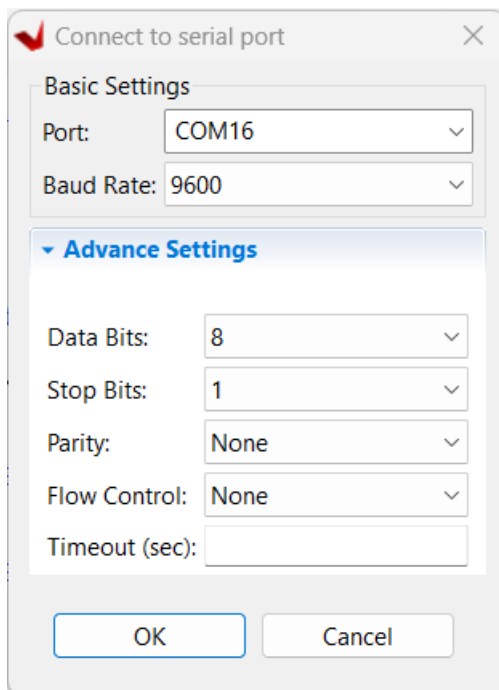 Connect to serial port
Basic Settings
Port: COM16
Baud Rate: 9600
Advance Settings
Data Bits: 8
Stop Bits: 1
Parity: None
Flow Control: None
Timeout (sec):
OK Cancel